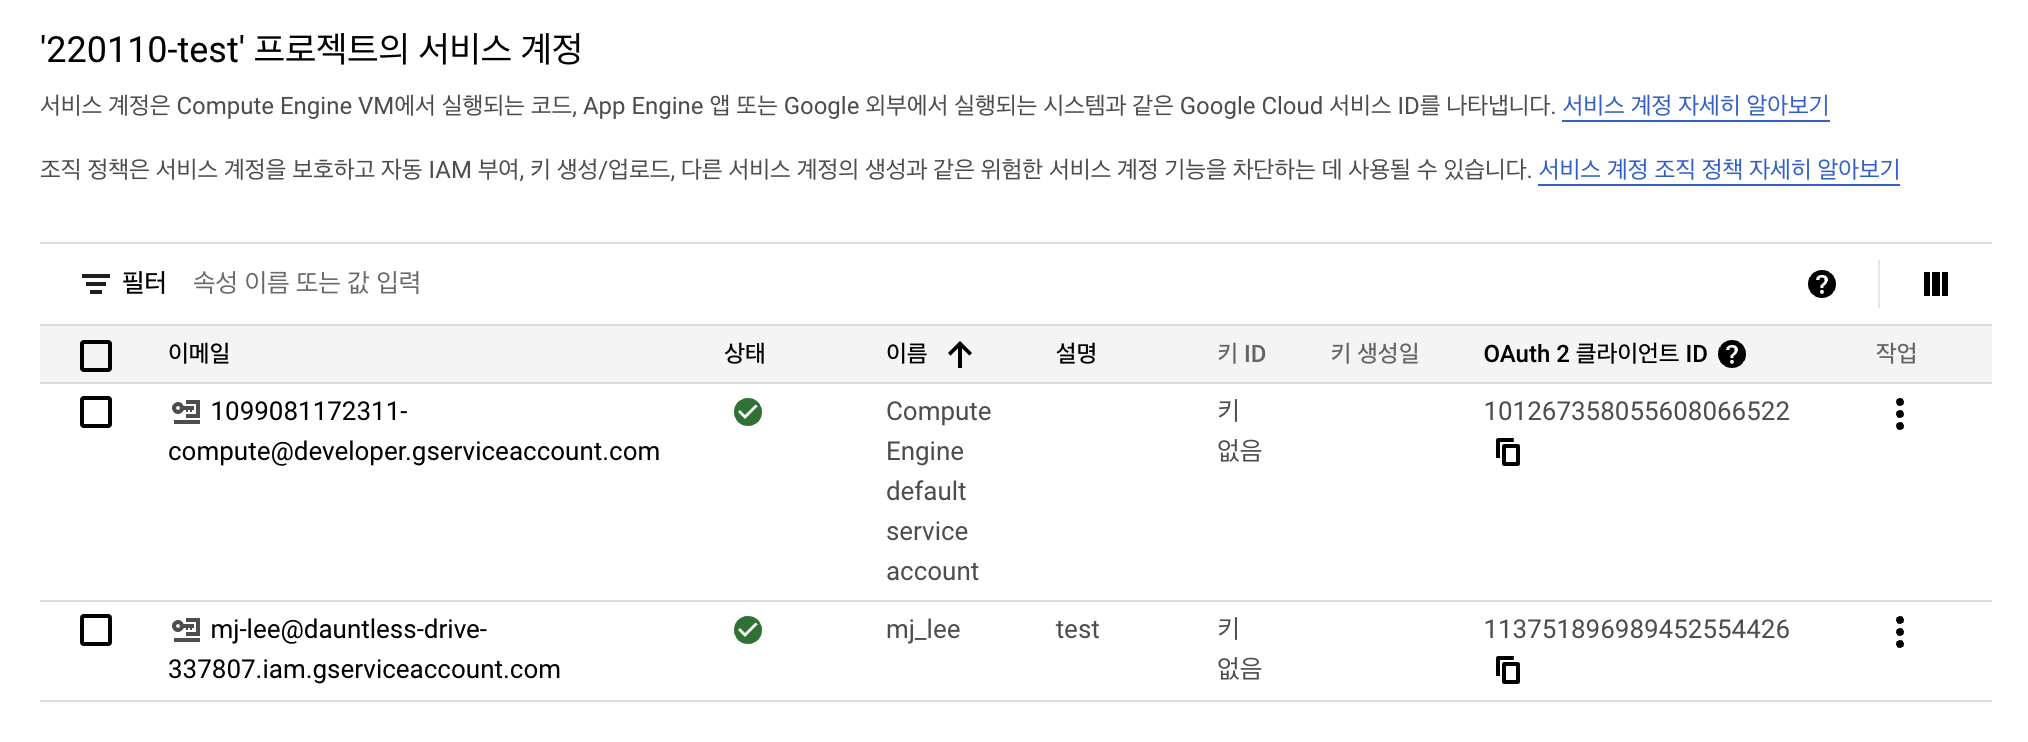 '220110-test' 프로젝트의 서비스 계정
서비스 계정은 Compute Engine VM에서 실행되는 코드, App Engine 앱 또는 Google 외부에서 실행되는 시스템과 같은 Google Cloud 서비스 ID를 나타냅니다. 서비스 계정 자세히 알아보기
조직 정책은 서비스 계정을 보호하고 자동 IAM 부여, 키 생성/업로드, 다른 서비스 계정의 생성과 같은 위험한 서비스 계정 기능을 차단하는 데 사용될 수 있습니다. 서비스 계정 조직 정책 자세히 알아보기
필터 속성 이름 또는 값 입력
이메일 상태 이름 설명 키 ID 키 생성일 OAuth 2 클라이언트 ID 작업
1099081172311- Compute 키 101267358055608066522
compute@developer.gserviceaccount.com Engine 없음
default
service
account
mj-lee@dauntless-drive- mj_lee test 키 113751896989452554426
337807.iam.gserviceaccount.com 없음